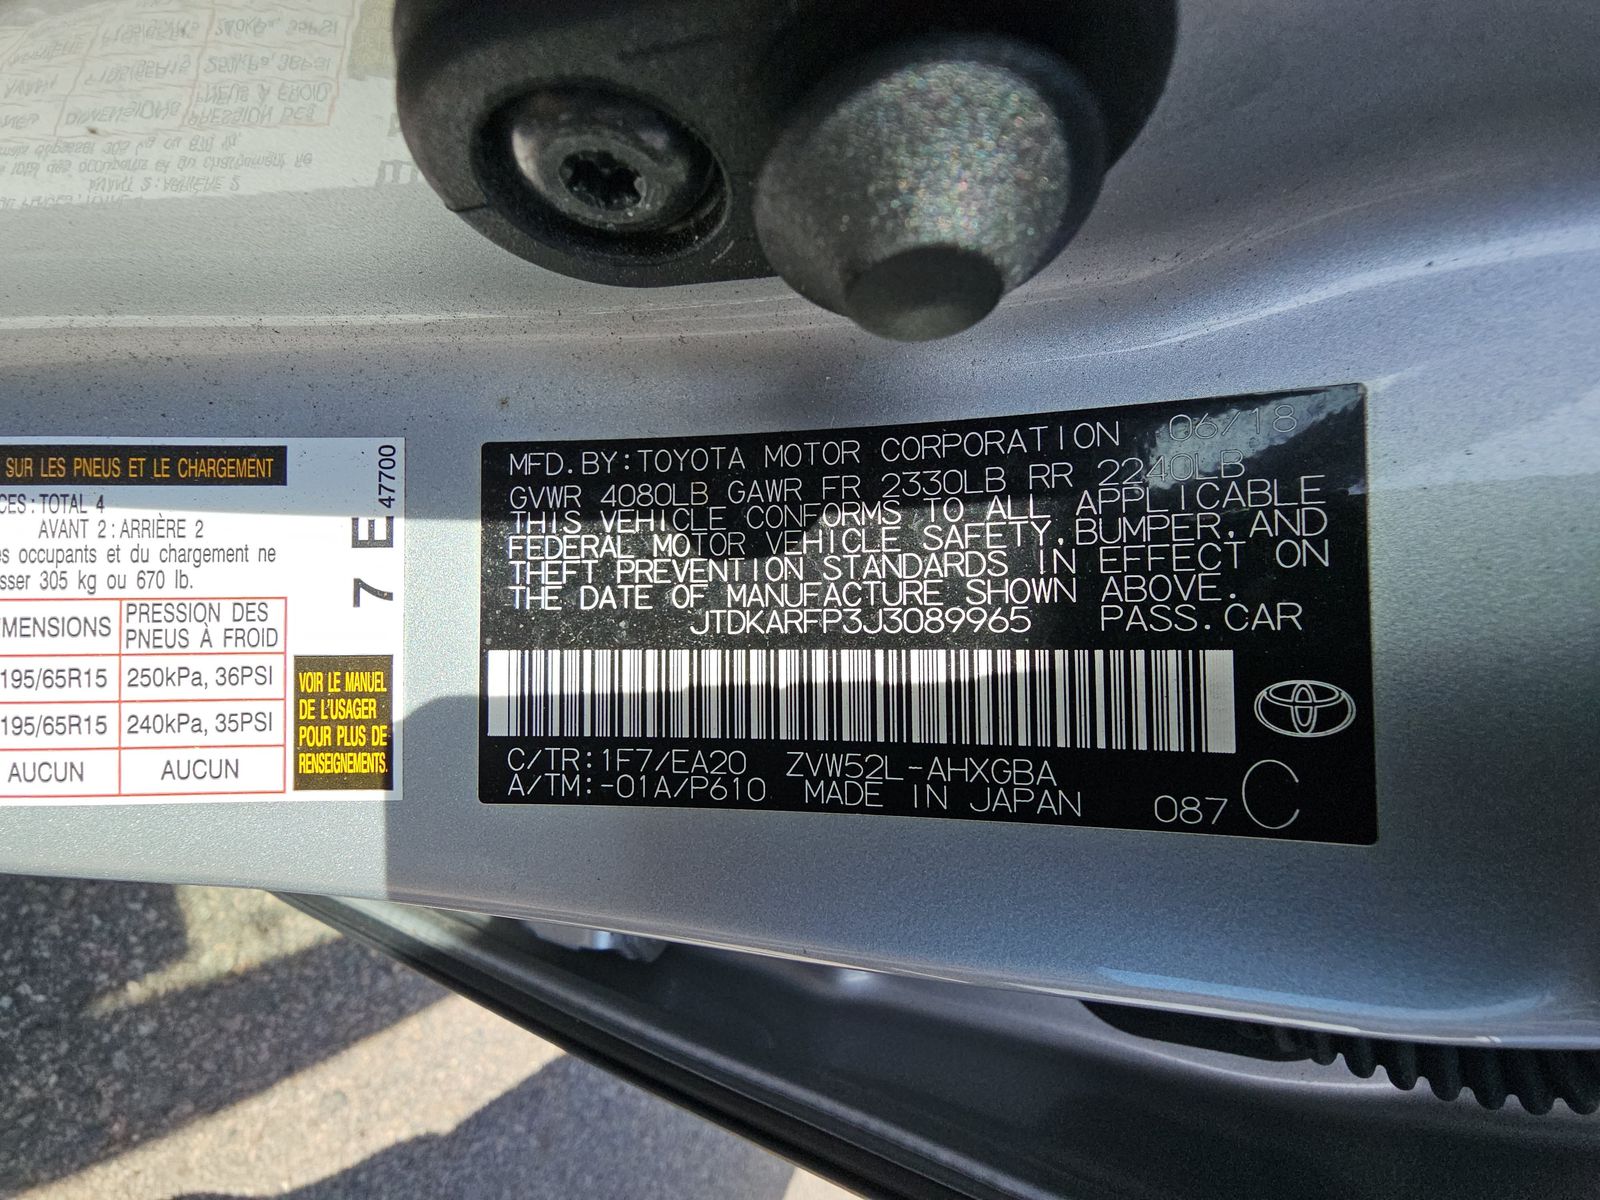 SUR LES PNEUS ET LE CHARGEMENT
CES : TOTAL 4
AVANT 2 : ARRIÈRE 2
es occupants et du chargement ne
sser 305 kg ou 670 lb.
MENSIONS PRESSION DES PNEUS À FROID
195/65R15 250kPa, 36PSI
195/65R15 240kPa, 35PSI
AUCUN AUCUN
7 E 47700
VOIR LE MANUEL
DE L'USAGER
POUR PLUS DE
RENSEIGNEMENTS.
MFD.BY:TOYOTA MOTOR CORPORATION 06/18
GVWR 4080LB GAWR FR 2330LB RR 2240LB
THIS VEHICLE CONFORMS TO ALL APPLICABLE
FEDERAL MOTOR VEHICLE SAFETY, BUMPER, AND
THEFT PREVENTION STANDARDS IN EFFECT ON
THE DATE OF MANUFACTURE SHOWN ABOVE.
JTDKARFP3J3089965 PASS.CAR
C/TR:1F7/EA20 ZVW52L-AHXGBA
A/TM:-01A/P610 MADE IN JAPAN 087 C